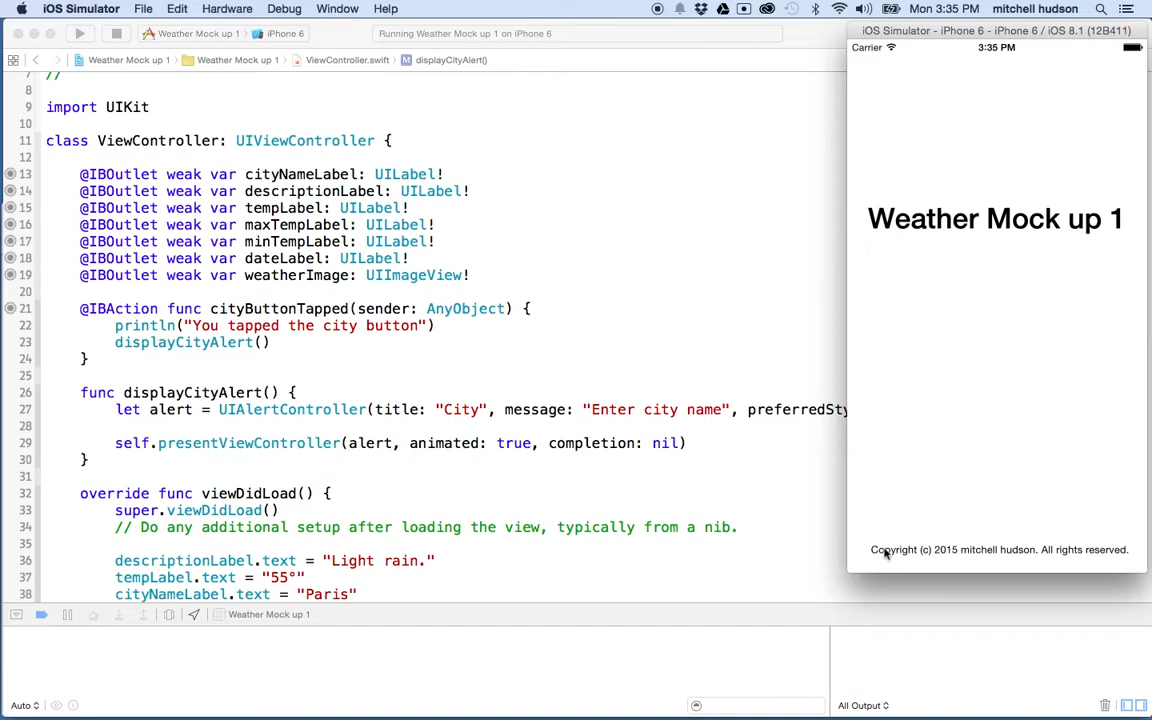 iOS Simulator File Edit Hardware Debug Window Help Mon 3:35 PM mitchell hudson
Weather Mock up 1 iPhone 6 Running Weather Mock up 1 on iPhone 6
iOS Simulator - iPhone 6 - iPhone 6 / iOS 8.1 (12B411)
Carrier 3:35 PM
Weather Mock up 1 Weather Mock up 1 ViewController.swift M displayCityAlert()
7 //
8
9 import UIKit
10
11 class ViewController: UIViewController {
12
13 @IBOutlet weak var cityNameLabel: UILabel!
14 @IBOutlet weak var descriptionLabel: UILabel!
15 @IBOutlet weak var tempLabel: UILabel!
16 @IBOutlet weak var maxTempLabel: UILabel!
17 @IBOutlet weak var minTempLabel: UILabel!
18 @IBOutlet weak var dateLabel: UILabel!
19 @IBOutlet weak var weatherImage: UIImageView!
20
21 @IBAction func cityButtonTapped(sender: AnyObject) {
22 println("You tapped the city button")
23 displayCityAlert()
24 }
25
26 func displayCityAlert() {
27 let alert = UIAlertController(title: "City", message: "Enter city name", preferredSty
28
29 self.presentViewController(alert, animated: true, completion: nil)
30 }
31
32 override func viewDidLoad() {
33 super.viewDidLoad()
34 // Do any additional setup after loading the view, typically from a nib.
35
36 descriptionLabel.text = "Light rain."
37 tempLabel.text = "55°"
38 cityNameLabel.text = "Paris"
Weather Mock up 1
Copyright (c) 2015 mitchell hudson. All rights reserved.
Weather Mock up 1
Auto
All Output